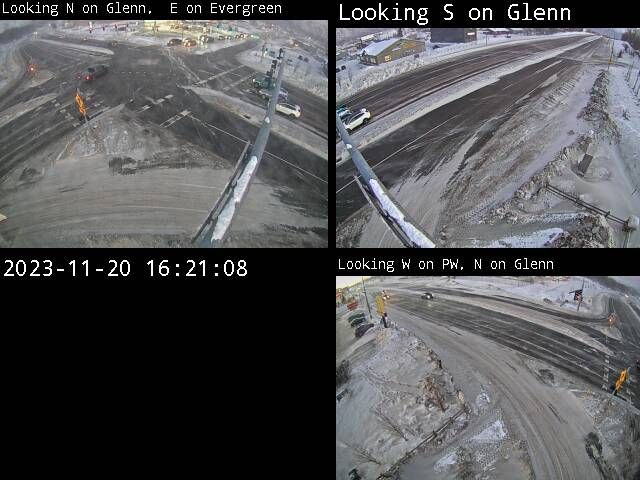 Looking N on Glenn,  E on Evergreen
Looking S on Glenn
2023-11-20 16:21:08
Looking W on PW, N on Glenn